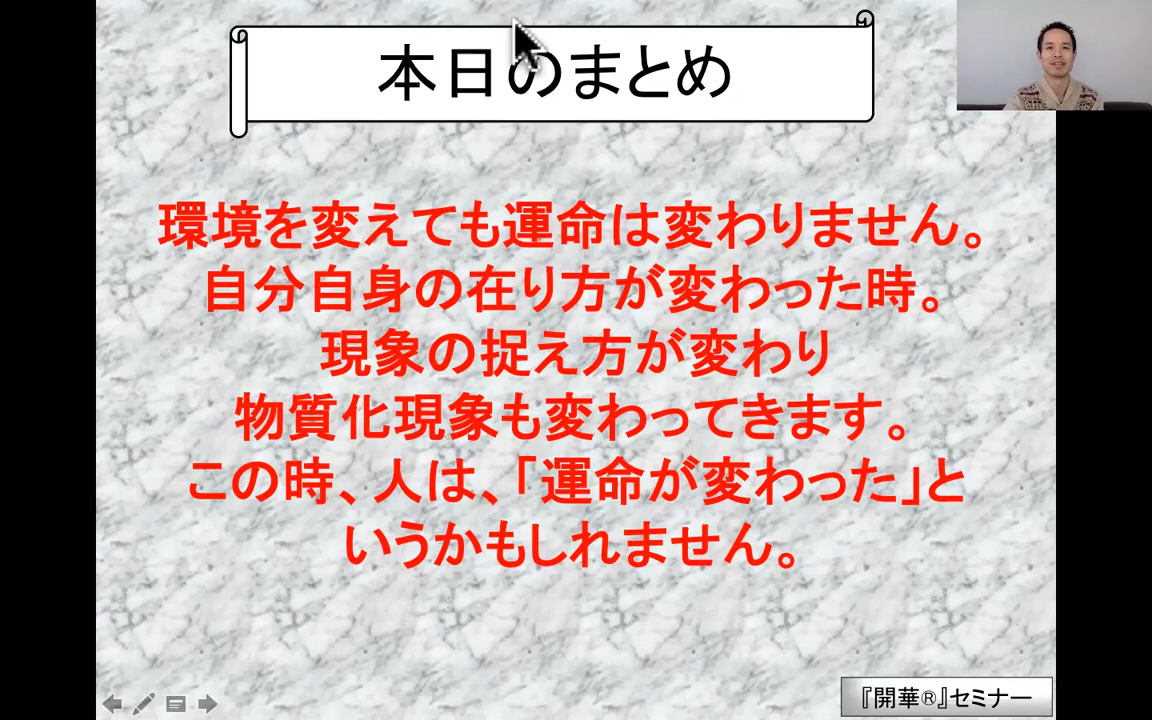 本日のまとめ
環境を変えても運命は変わりません。
自分自身の在り方が変わった時。
現象の捉え方が変わり
物質化現象も変わってきます。
この時、人は、「運命が変わった」と
いうかもしれません。
『開華®』セミナー